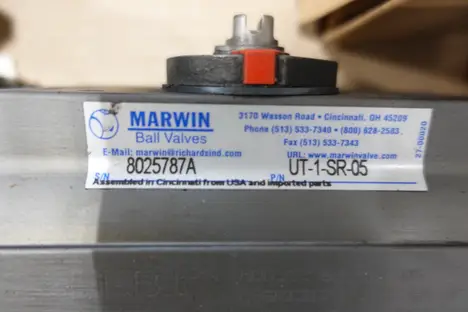 MARWIN
Ball Valves
3170 Wasson Road • Cincinnati, OH 45209
Phone (513) 533-7340 • (800) 828-2583
Fax (513) 533-7343
E-Mail: marwin@richardsind.com
URL: www.marwinvalve.com
S/N 8025787A
P/N UT-1-SR-05
Assembled in Cincinnati from USA and imported parts
27-00020